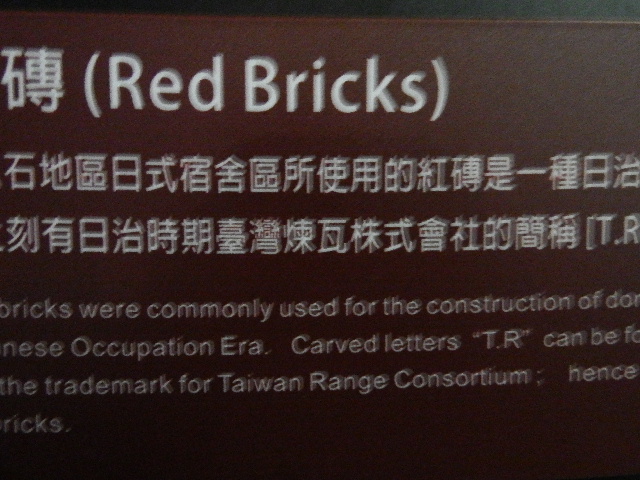 磚 (Red Bricks)
石地區日式宿舍區所使用的紅磚是一種日治
刻有日治時期臺灣煉瓦株式會社的簡稱 [T.R
bricks were commonly used for the construction of dor
nese Occupation Era. Carved letters “T.R” can be fo
the trademark for Taiwan Range Consortium； hence
ricks.